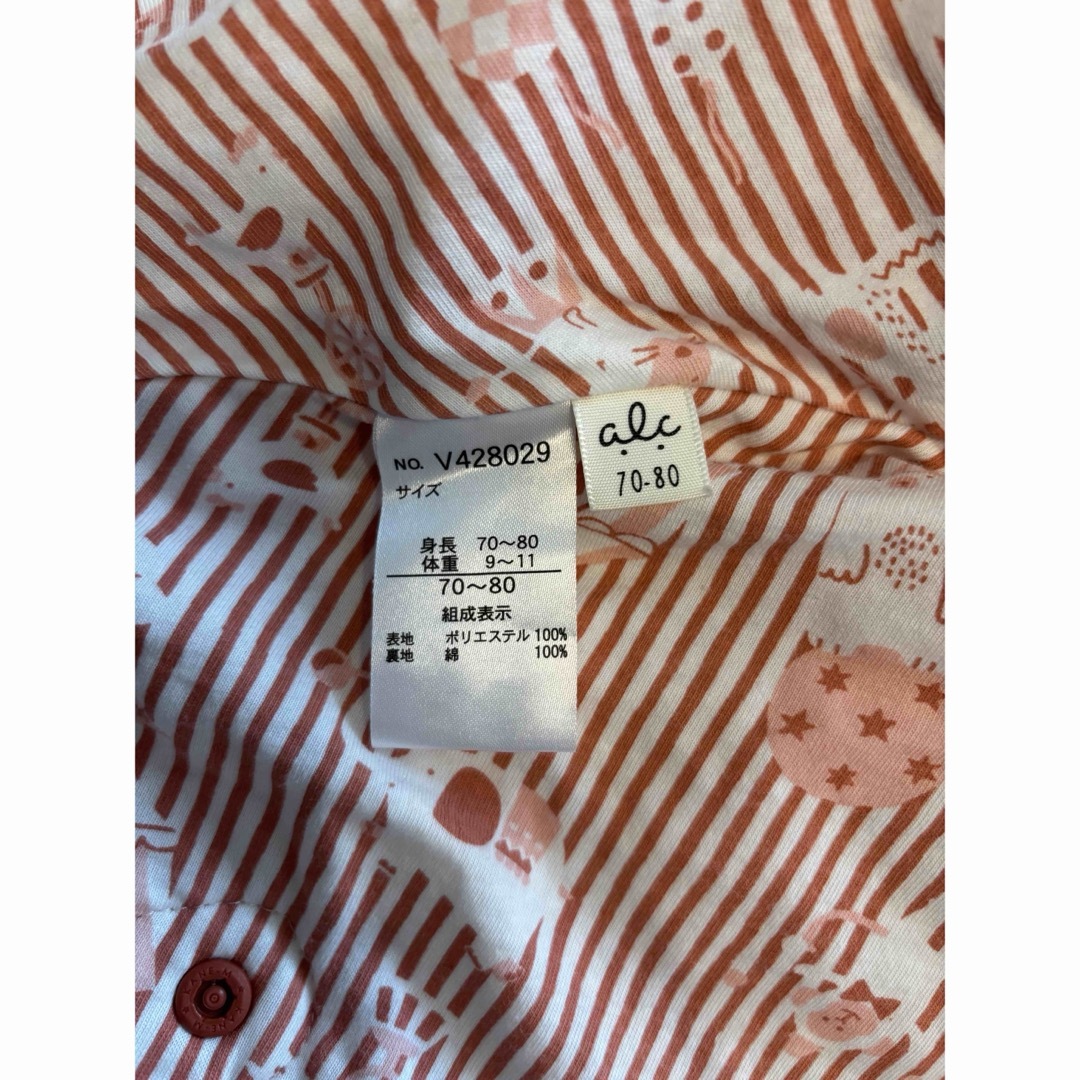 NO. V428029
サイズ
身長 70〜80
体重 9〜11
70〜80
組成表示
表地 ポリエステル 100%
裏地 綿 100%
alc
70-80